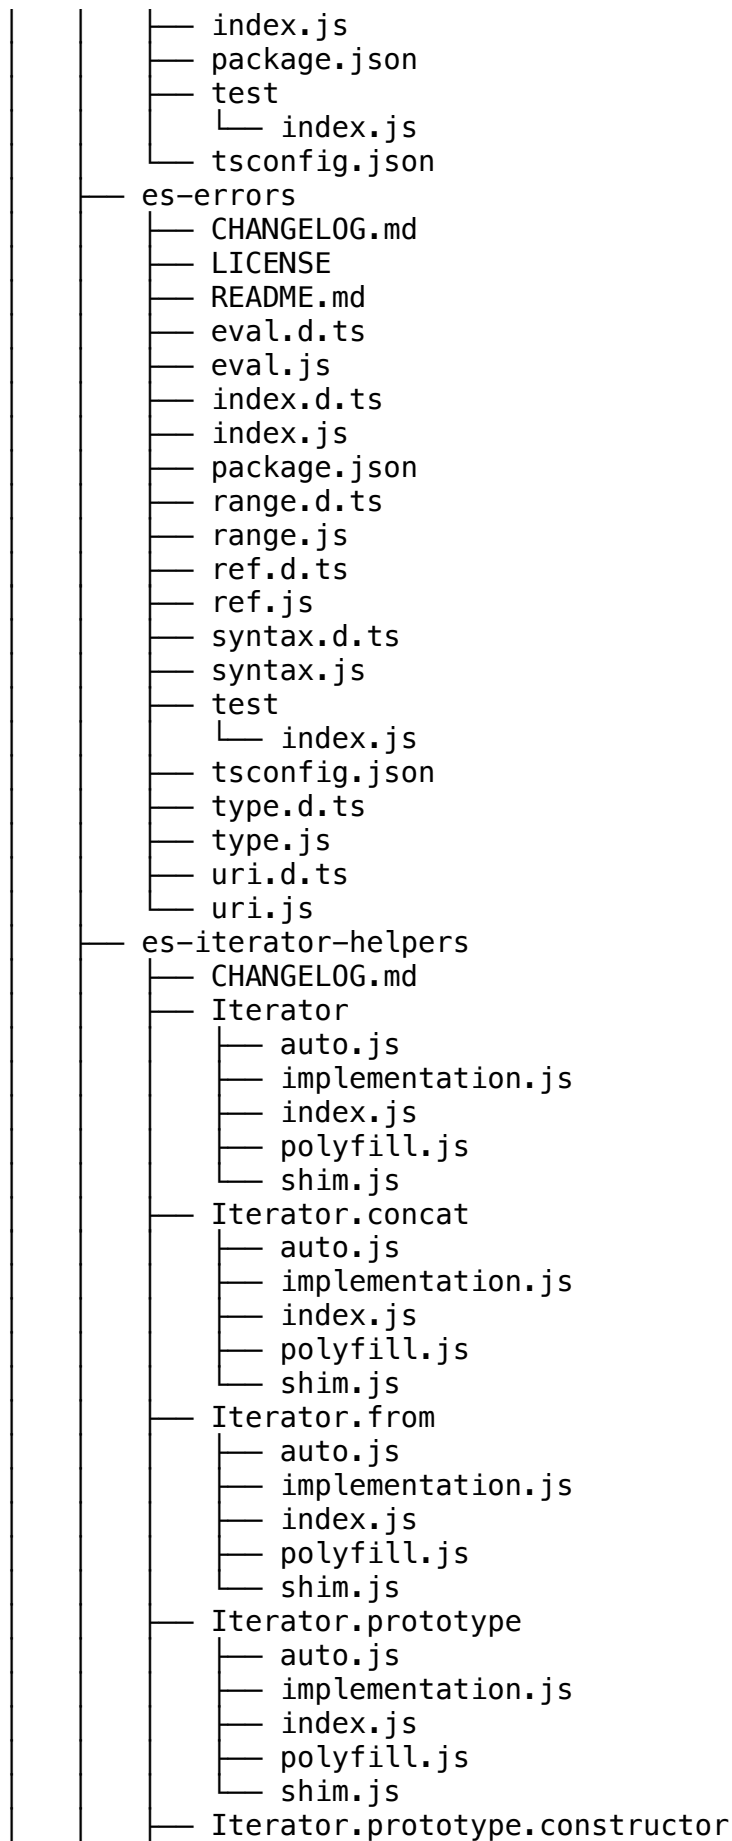 │   │   ├── index.js
│   │   ├── package.json
│   │   ├── test
│   │   │   └── index.js
│   │   └── tsconfig.json
│   ├── es-errors
│   │   ├── CHANGELOG.md
│   │   ├── LICENSE
│   │   ├── README.md
│   │   ├── eval.d.ts
│   │   ├── eval.js
│   │   ├── index.d.ts
│   │   ├── index.js
│   │   ├── package.json
│   │   ├── range.d.ts
│   │   ├── range.js
│   │   ├── ref.d.ts
│   │   ├── ref.js
│   │   ├── syntax.d.ts
│   │   ├── syntax.js
│   │   ├── test
│   │   │   └── index.js
│   │   ├── tsconfig.json
│   │   ├── type.d.ts
│   │   ├── type.js
│   │   ├── uri.d.ts
│   │   └── uri.js
│   ├── es-iterator-helpers
│   │   ├── CHANGELOG.md
│   │   ├── Iterator
│   │   │   ├── auto.js
│   │   │   ├── implementation.js
│   │   │   ├── index.js
│   │   │   ├── polyfill.js
│   │   │   └── shim.js
│   │   ├── Iterator.concat
│   │   │   ├── auto.js
│   │   │   ├── implementation.js
│   │   │   ├── index.js
│   │   │   ├── polyfill.js
│   │   │   └── shim.js
│   │   ├── Iterator.from
│   │   │   ├── auto.js
│   │   │   ├── implementation.js
│   │   │   ├── index.js
│   │   │   ├── polyfill.js
│   │   │   └── shim.js
│   │   ├── Iterator.prototype
│   │   │   ├── auto.js
│   │   │   ├── implementation.js
│   │   │   ├── index.js
│   │   │   ├── polyfill.js
│   │   │   └── shim.js
│   │   ├── Iterator.prototype.constructor